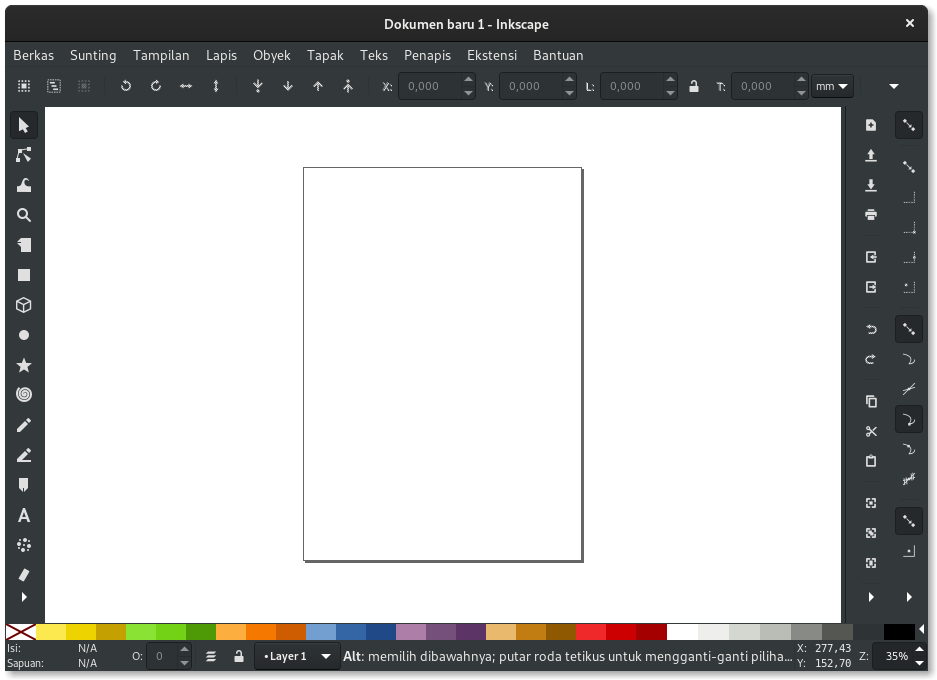 Dokumen baru 1 - Inkscape
Berkas Sunting Tampilan Lapis Obyek Tapak Teks Penapis Ekstensi Bantuan
X: 0,000 Y: 0,000 L: 0,000 T: 0,000 mm
Isi: N/A
Sapuan: N/A
O: 0
•Layer 1
Alt: memilih dibawahnya; putar roda tetikus untuk mengganti-ganti piliha...
X: 277,43
Y: 152,70
Z: 35%